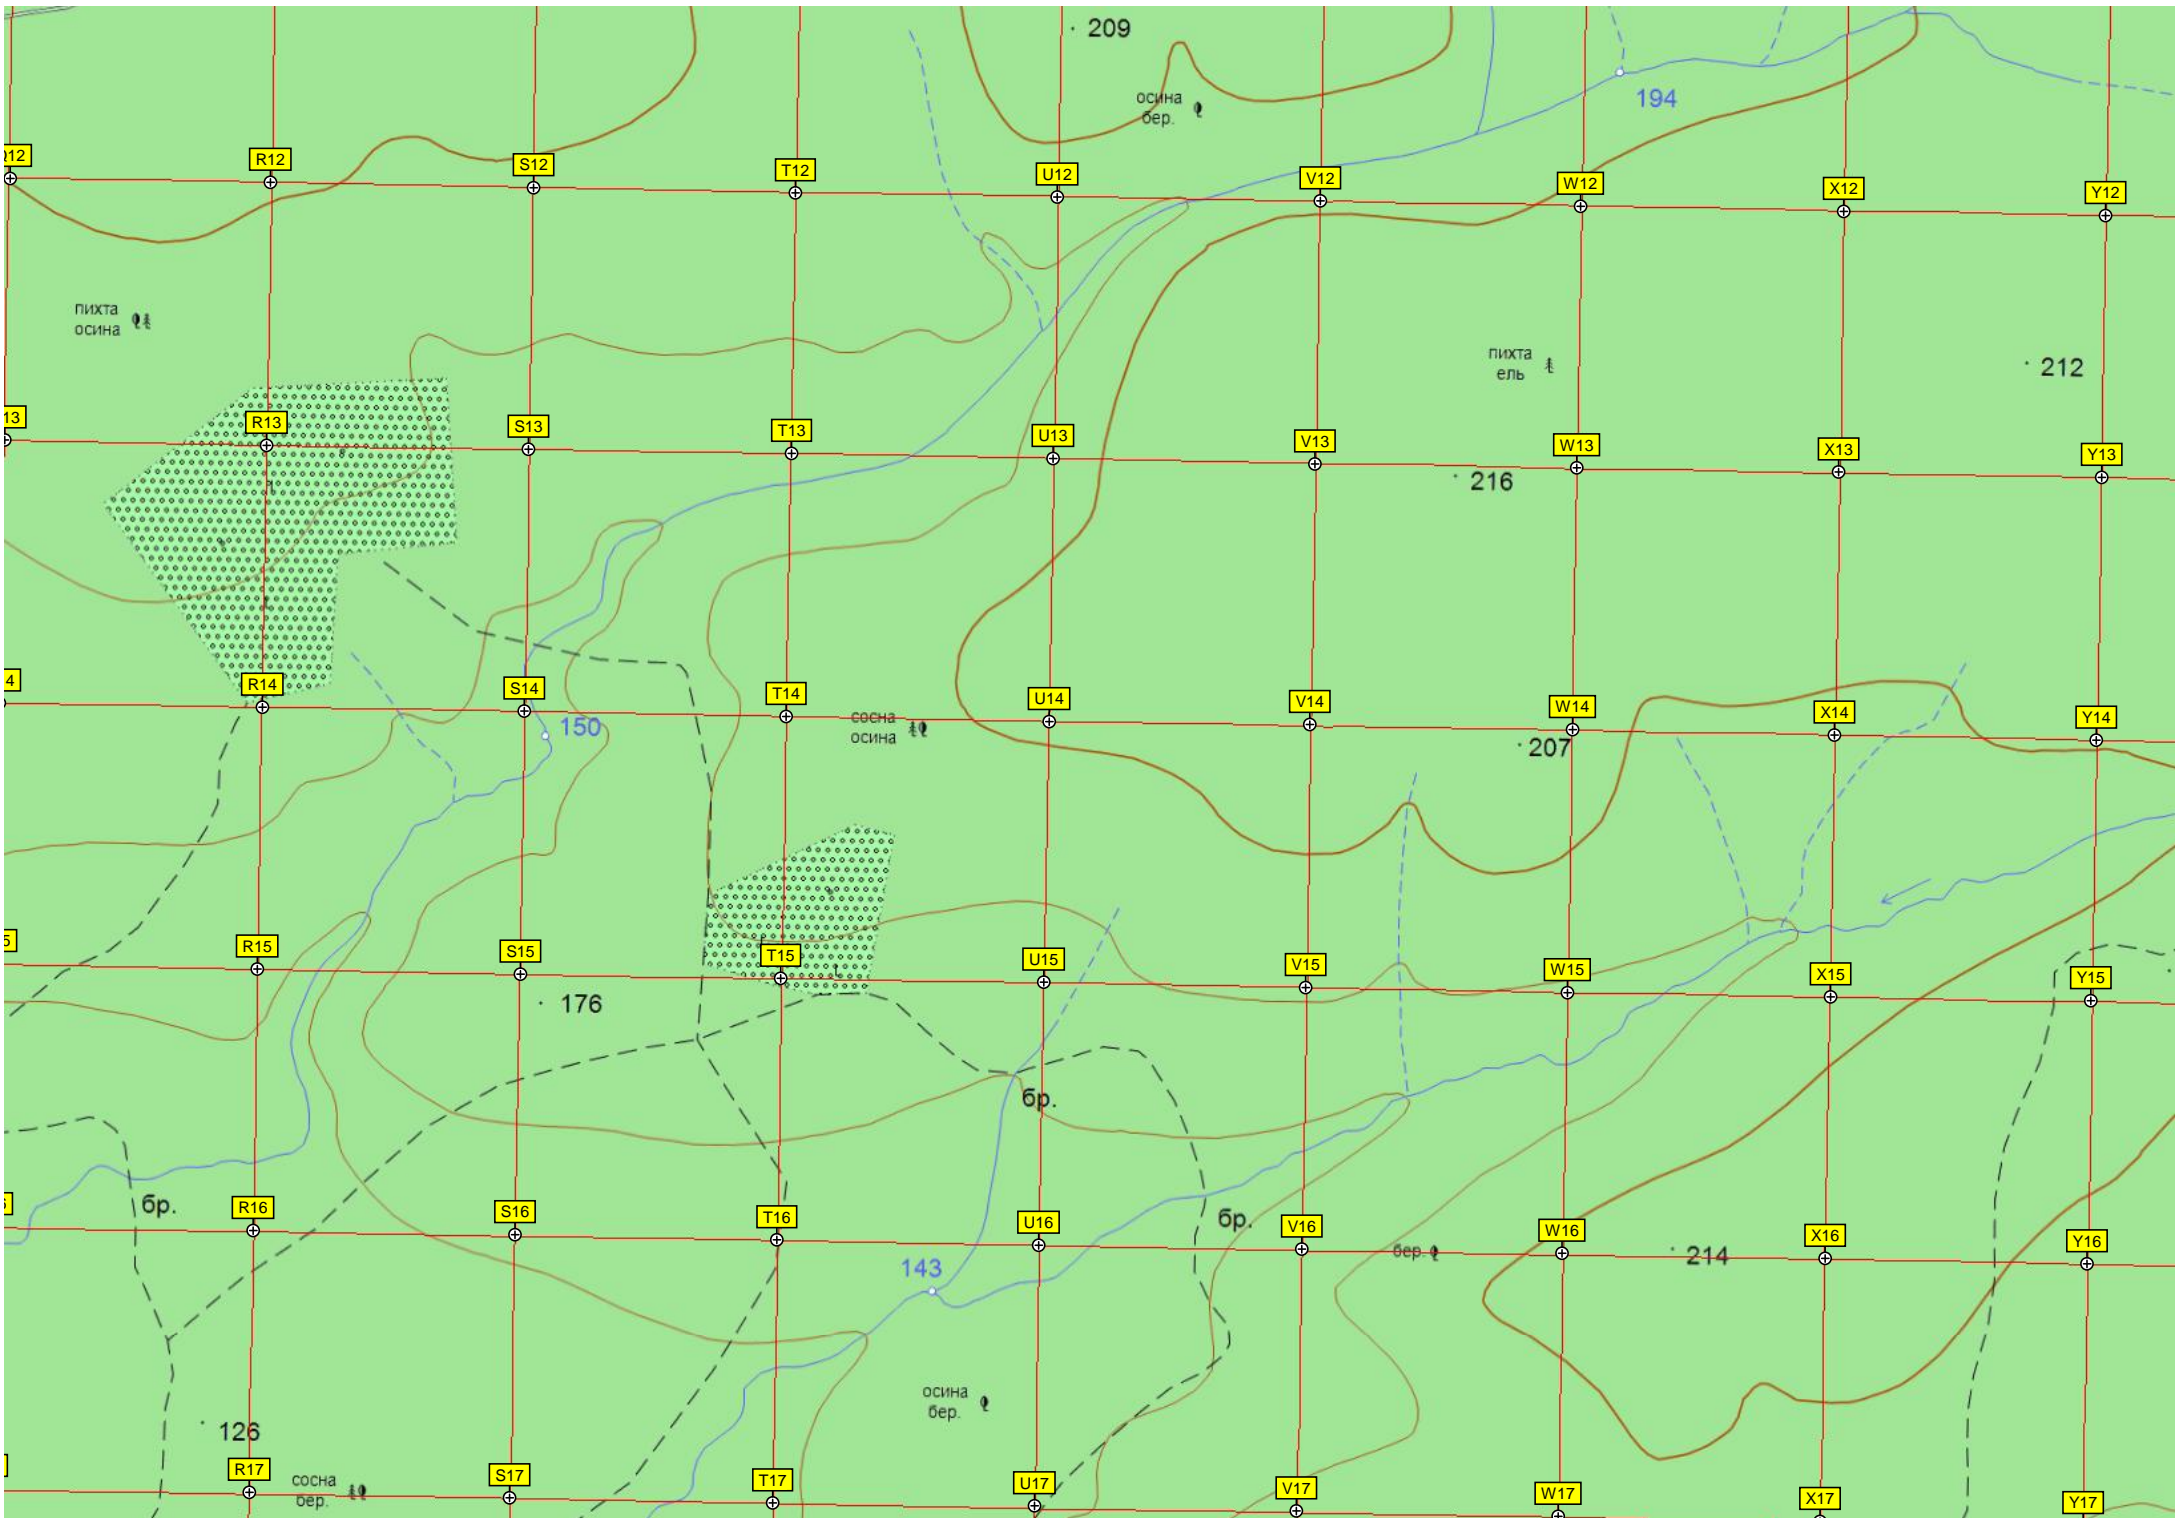 209
осина
бер.
194
R12
S12
T12
U12
V12
W12
X12
Y12
пихта
осина
пихта
ель
212
13
R13
S13
T13
U13
V13
W13
X13
Y13
216
4
R14
S14
T14
U14
V14
W14
X14
Y14
150
сосна
осина
207
5
R15
S15
T15
U15
V15
W15
X15
Y15
176
бр.
бр.
бр.
R16
S16
T16
U16
V16
W16
X16
Y16
бер.
214
143
осина
бер.
126
R17
S17
T17
U17
V17
W17
X17
Y17
сосна
бер.